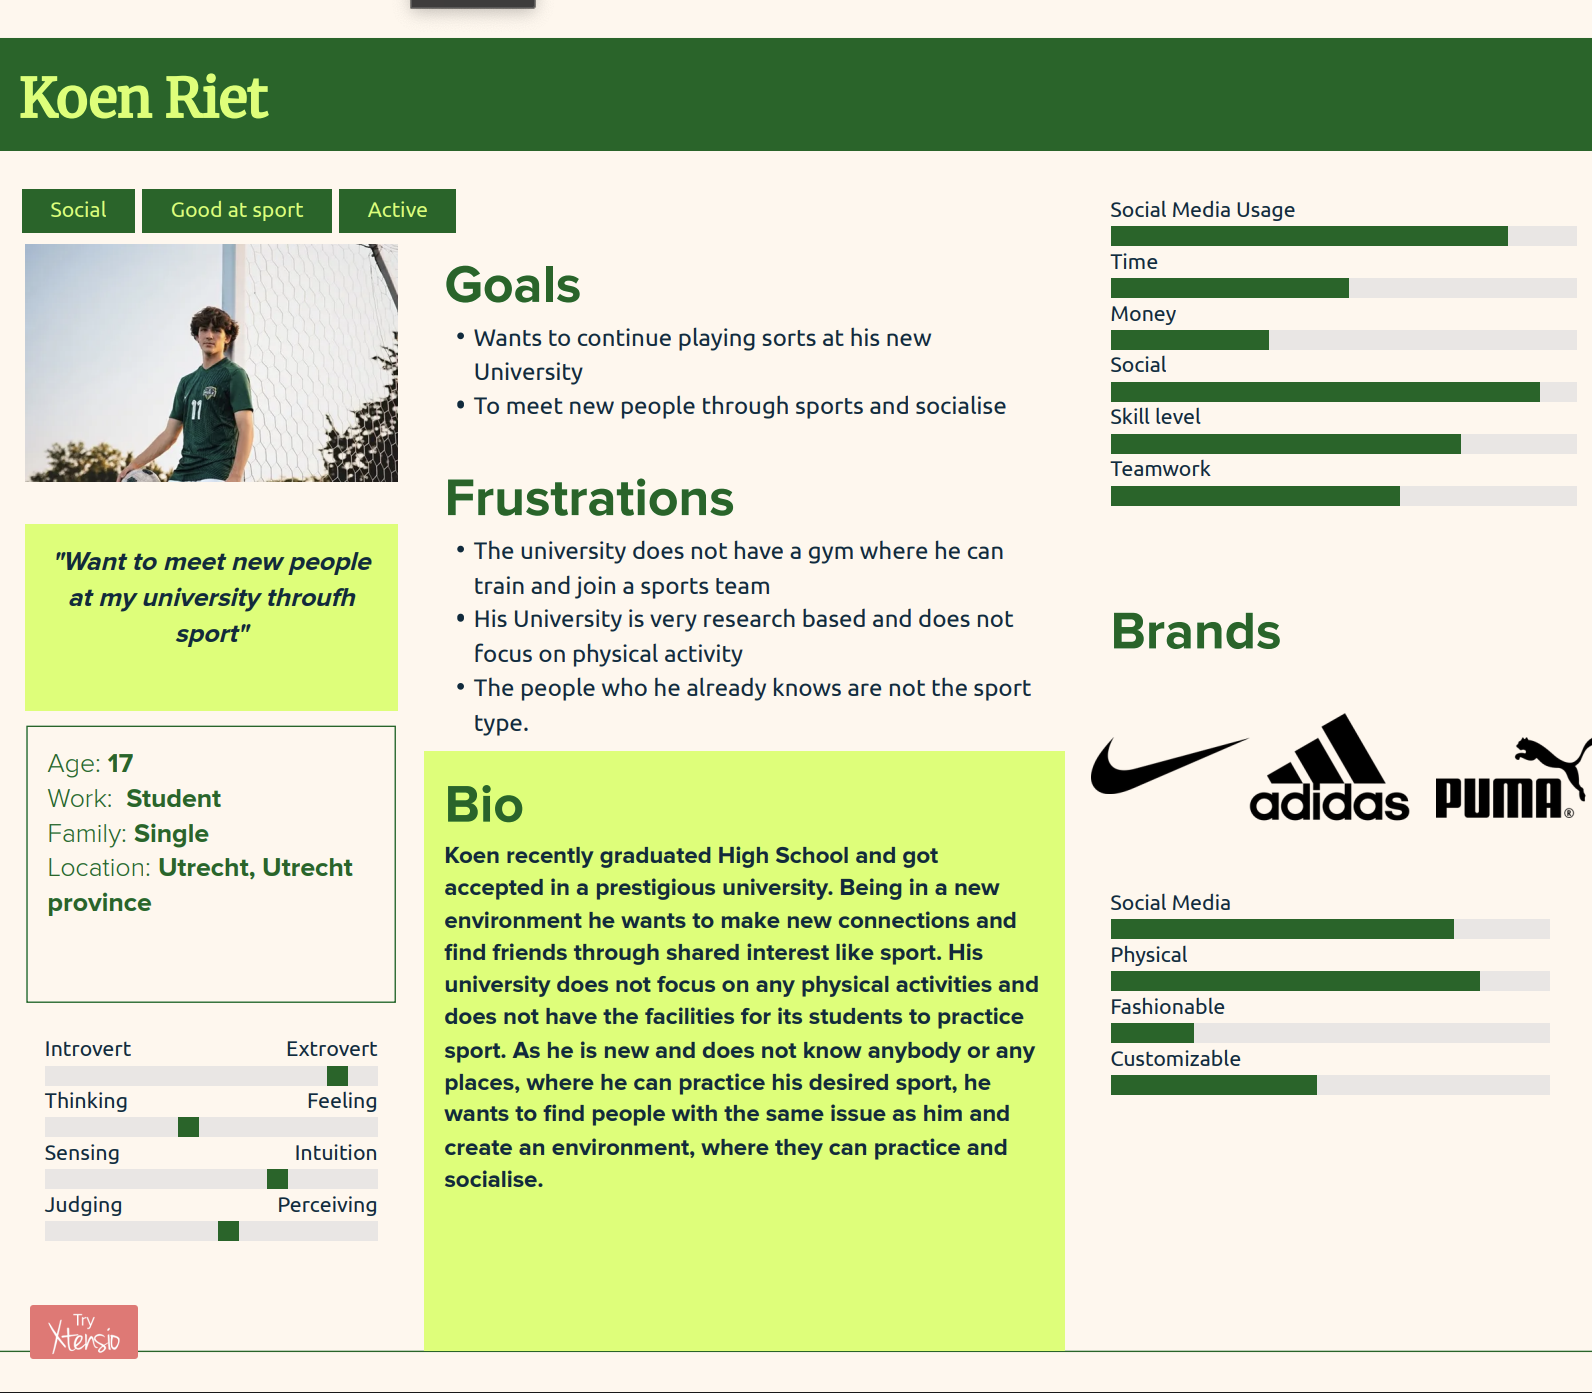 Koen Riet
Social
Good at sport
Active
11
"Want to meet new people
at my university throufh
sport"
Age: 17
Work: Student
Family: Single
Location: Utrecht, Utrecht
province
Introvert Extrovert
Thinking Feeling
Sensing Intuition
Judging Perceiving
Try
Xtensio
Goals
• Wants to continue playing sorts at his new
University
• To meet new people through sports and socialise
Frustrations
• The university does not have a gym where he can
train and join a sports team
• His University is very research based and does not
focus on physical activity
• The people who he already knows are not the sport
type.
Bio
Koen recently graduated High School and got
accepted in a prestigious university. Being in a new
environment he wants to make new connections and
find friends through shared interest like sport. His
university does not focus on any physical activities and
does not have the facilities for its students to practice
sport. As he is new and does not know anybody or any
places, where he can practice his desired sport, he
wants to find people with the same issue as him and
create an environment, where they can practice and
socialise.
Social Media Usage
Time
Money
Social
Skill level
Teamwork
Brands
adidas
PUMA®
Social Media
Physical
Fashionable
Customizable